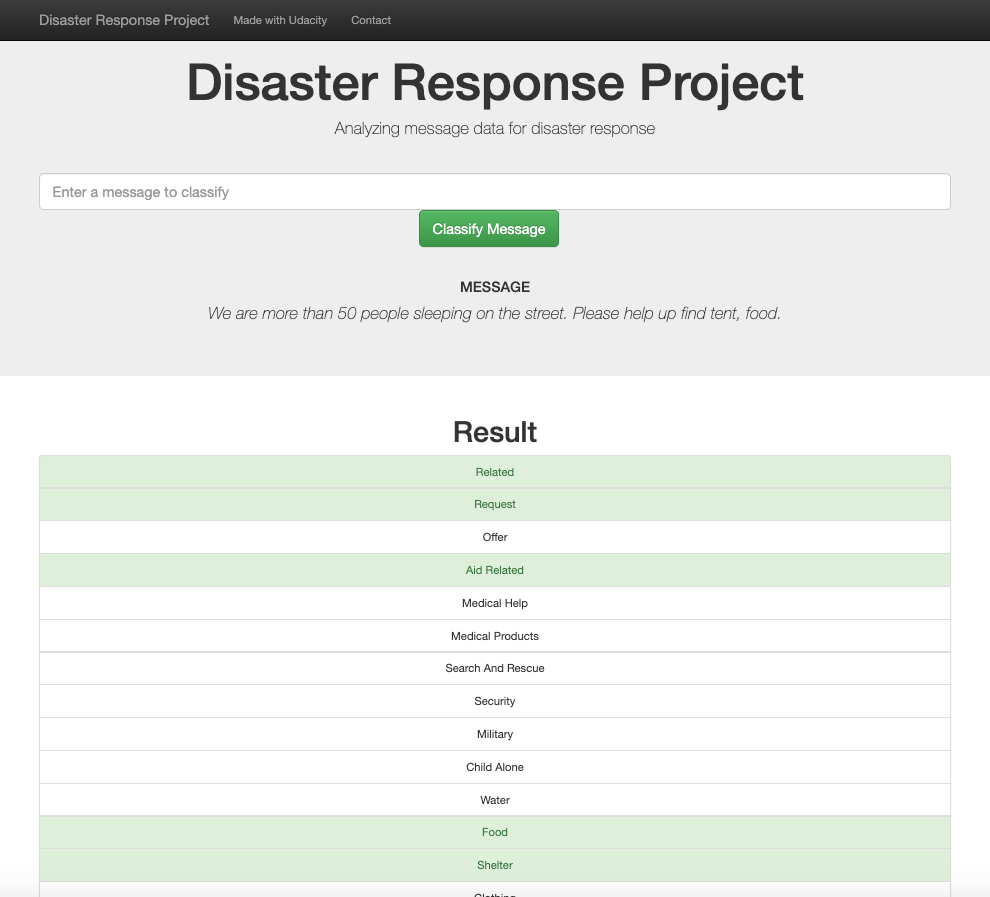 Disaster Response Project Made with Udacity Contact
Disaster Response Project
Analyzing message data for disaster response
Enter a message to classify
Classify Message
MESSAGE
We are more than 50 people sleeping on the street. Please help up find tent, food.
Result
Related
Request
Offer
Aid Related
Medical Help
Medical Products
Search And Rescue
Security
Military
Child Alone
Water
Food
Shelter
Clothing